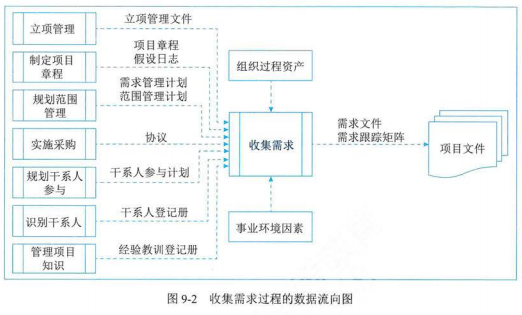 立项管理
立项管理文件
制定项目
章程
项目章程
假设日志
组织过程资产
规划范围
管理
需求管理计划
范围管理计划
实施采购
协议
收集需求
需求文件
需求跟踪矩阵
项目文件
规划干系人
参与
干系人参与计划
识别干系人
干系人登记册
事业环境因素
管理项目
知识
经验教训登记册
图 9-2 收集需求过程的数据流向图